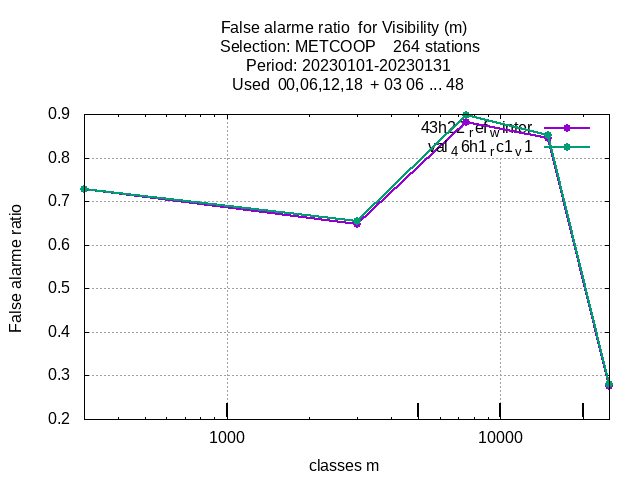 False alarme ratio for Visibility (m)
Selection: METCOOP 264 stations
Period: 20230101-20230131
Used 00,06,12,18 + 03 06 ... 48
0.9
0.8
0.7
0.6
0.5
0.4
0.3
0.2
False alarme ratio
43h22_ref_winter
val_46h1_rc1_v1
1000
10000
classes m